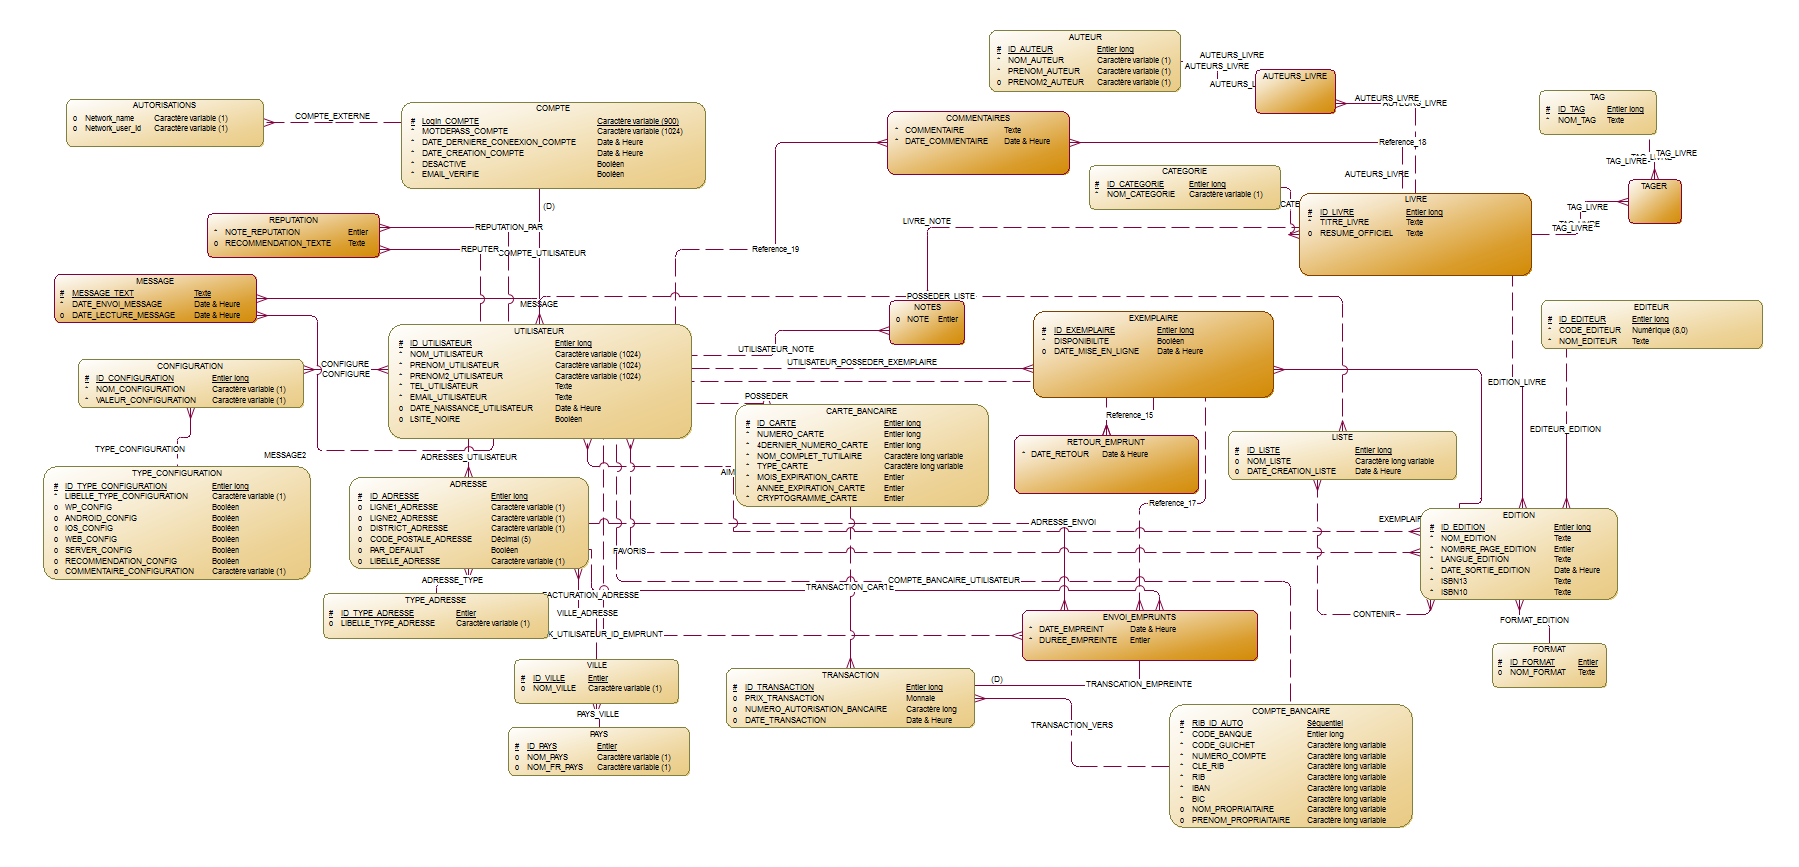 AUTEUR
# ID_AUTEUR Entier long
* NOM_AUTEUR Caractère variable (1)
* PRENOM_AUTEUR Caractère variable (1)
o PRENOM2_AUTEUR Caractère variable (1)
AUTEURS_LIVRE
AUTEURS_LIVRE
AUTEURS_L
AUTEURS_LIVRE
AUTEURS_LIVRE
AUTEURS_LIVRE
AUTEURS_LIVRE
TAG
# ID_TAG Entier long
* NOM_TAG Texte
TAG_LIVRE
TAG_LIVRE
TAGER
TAG_LIVRE
TAG_LIVRE
AUTORISATIONS
o Network_name Caractère variable (1)
o Network_user_Id Caractère variable (1)
COMPTE_EXTERNE
COMPTE
# Login_COMPTE Caractère variable (900)
* MOTDEPASS_COMPTE Caractère variable (1024)
* DATE_DERNIERE_CONEEXION_COMPTE Date & Heure
* DATE_CREATION_COMPTE Date & Heure
* DESACTIVE Booléen
* EMAIL_VERIFIE Booléen
(D)
COMMENTAIRES
* COMMENTAIRE Texte
* DATE_COMMENTAIRE Date & Heure
Reference_18
CATEGORIE
# ID_CATEGORIE Entier long
* NOM_CATEGORIE Caractère variable (1)
CATE
LIVRE
# ID_LIVRE Entier long
* TITRE_LIVRE Texte
o RESUME_OFFICIEL Texte
REPUTATION
* NOTE_REPUTATION Entier
o RECOMMENDATION_TEXTE Texte
REPUTATION_PAR
REPUTER
COMPTE_UTILISATEUR
LIVRE_NOTE
Reference_19
MESSAGE
# MESSAGE_TEXT Texte
* DATE_ENVOI_MESSAGE Date & Heure
o DATE_LECTURE_MESSAGE Date & Heure
MESSAGE
POSSEDER_LISTE
NOTES
o NOTE Entier
UTILISATEUR_NOTE
UTILISATEUR_POSSEDER_EXEMPLAIRE
UTILISATEUR
# ID_UTILISATEUR Entier long
* NOM_UTILISATEUR Caractère variable (1024)
* PRENOM_UTILISATEUR Caractère variable (1024)
* PRENOM2_UTILISATEUR Caractère variable (1024)
* TEL_UTILISATEUR Texte
* EMAIL_UTILISATEUR Texte
o DATE_NAISSANCE_UTILISATEUR Date & Heure
o LSITE_NOIRE Booléen
EXEMPLAIRE
# ID_EXEMPLAIRE Entier long
* DISPONIBILITE Booléen
o DATE_MISE_EN_LIGNE Date & Heure
EDITEUR
# ID_EDITEUR Entier long
* CODE_EDITEUR Numérique (8,0)
* NOM_EDITEUR Texte
CONFIGURATION
# ID_CONFIGURATION Entier long
* NOM_CONFIGURATION Caractère variable (1)
* VALEUR_CONFIGURATION Caractère variable (1)
CONFIGURE
CONFIGURE
EDITION_LIVRE
EDITEUR_EDITION
POSSEDER
CARTE_BANCAIRE
# ID_CARTE Entier long
* NUMERO_CARTE Entier long
* 4DERNIER_NUMERO_CARTE Entier long
* NOM_COMPLET_TUTILAIRE Caractère long variable
* TYPE_CARTE Caractère long variable
* MOIS_EXPIRATION_CARTE Entier
* ANNEE_EXPIRATION_CARTE Entier
* CRYPTOGRAMME_CARTE Entier
Reference_15
RETOUR_EMPRUNT
* DATE_RETOUR Date & Heure
LISTE
# ID_LISTE Entier long
o NOM_LISTE Caractère long variable
o DATE_CREATION_LISTE Date & Heure
TYPE_CONFIGURATION
MESSAGE2
ADRESSES_UTILISATEUR
AIM
TYPE_CONFIGURATION
# ID_TYPE_CONFIGURATION Entier long
* LIBELLE_TYPE_CONFIGURATION Caractère variable (1)
o WP_CONFIG Booléen
o ANDROID_CONFIG Booléen
o IOS_CONFIG Booléen
o WEB_CONFIG Booléen
o SERVER_CONFIG Booléen
o RECOMMENDATION_CONFIG Booléen
o COMMENTAIRE_CONFIGURATION Caractère variable (1)
ADRESSE
# ID_ADRESSE Entier long
o LIGNE1_ADRESSE Caractère variable (1)
o LIGNE2_ADRESSE Caractère variable (1)
o DISTRICT_ADRESSE Caractère variable (1)
o CODE_POSTALE_ADRESSE Décimal (5)
o PAR_DEFAULT Booléen
o LIBELLE_ADRESSE Caractère variable (1)
Reference_17
ADRESSE_ENVOI
EXEMPLAIF
FAVORIS
EDITION
# ID_EDITION Entier long
* NOM_EDITION Texte
* NOMBRE_PAGE_EDITION Entier
* LANGUE_EDITION Texte
* DATE_SORTIE_EDITION Date & Heure
* ISBN13 Texte
* ISBN10 Texte
ADRESSE_TYPE
COMPTE_BANCAIRE_UTILISATEUR
TRANSACTION_CARTE
FACTURATION_ADRESSE
VILLE_ADRESSE
TYPE_ADRESSE
# ID_TYPE_ADRESSE Entier
o LIBELLE_TYPE_ADRESSE Caractère variable (1)
_UTILISATEUR_ID_EMPRUNT
ENVOI_EMPRUNTS
* DATE_EMPREINT Date & Heure
* DUREE_EMPREINTE Entier
CONTENIR
FORMAT_EDITION
FORMAT
# ID_FORMAT Entier
o NOM_FORMAT Texte
VILLE
# ID_VILLE Entier
o NOM_VILLE Caractère variable (1)
PAYS_VILLE
PAYS
# ID_PAYS Entier
o NOM_PAYS Caractère variable (1)
o NOM_FR_PAYS Caractère variable (1)
TRANSACTION
# ID_TRANSACTION Entier long
o PRIX_TRANSACTION Monnaie
o NUMERO_AUTORISATION_BANCAIRE Caractère long
o DATE_TRANSACTION Date & Heure
(D)
TRANSCATION_EMPREINTE
TRANSACTION_VERS
COMPTE_BANCAIRE
# RIB_ID_AUTO Séquentiel
* CODE_BANQUE Entier long
* CODE_GUICHET Caractère long variable
* NUMERO_COMPTE Caractère long variable
* CLE_RIB Caractère long variable
* RIB Caractère long variable
* IBAN Caractère long variable
* BIC Caractère long variable
o NOM_PROPRIAITAIRE Caractère long variable
o PRENOM_PROPRIAITAIRE Caractère long variable